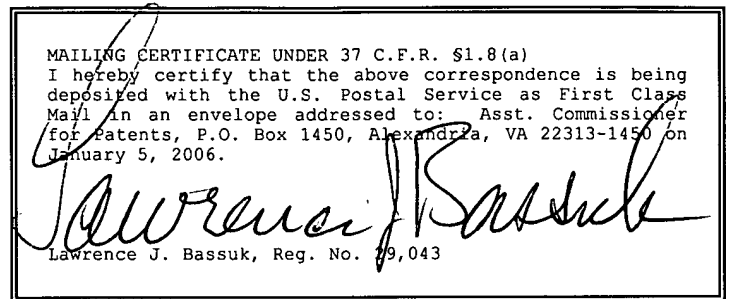 MAILING CERTIFICATE UNDER 37 C.F.R. §1.8(a)
I hereby certify that the above correspondence is being
deposited with the U.S. Postal Service as First Class
Mail in an envelope addressed to: Asst. Commissioner
for Patents, P.O. Box 1450, Alexandria, VA 22313-1450 on
January 5, 2006.
Lawrence J Bassuk
Lawrence J. Bassuk, Reg. No. 29,043